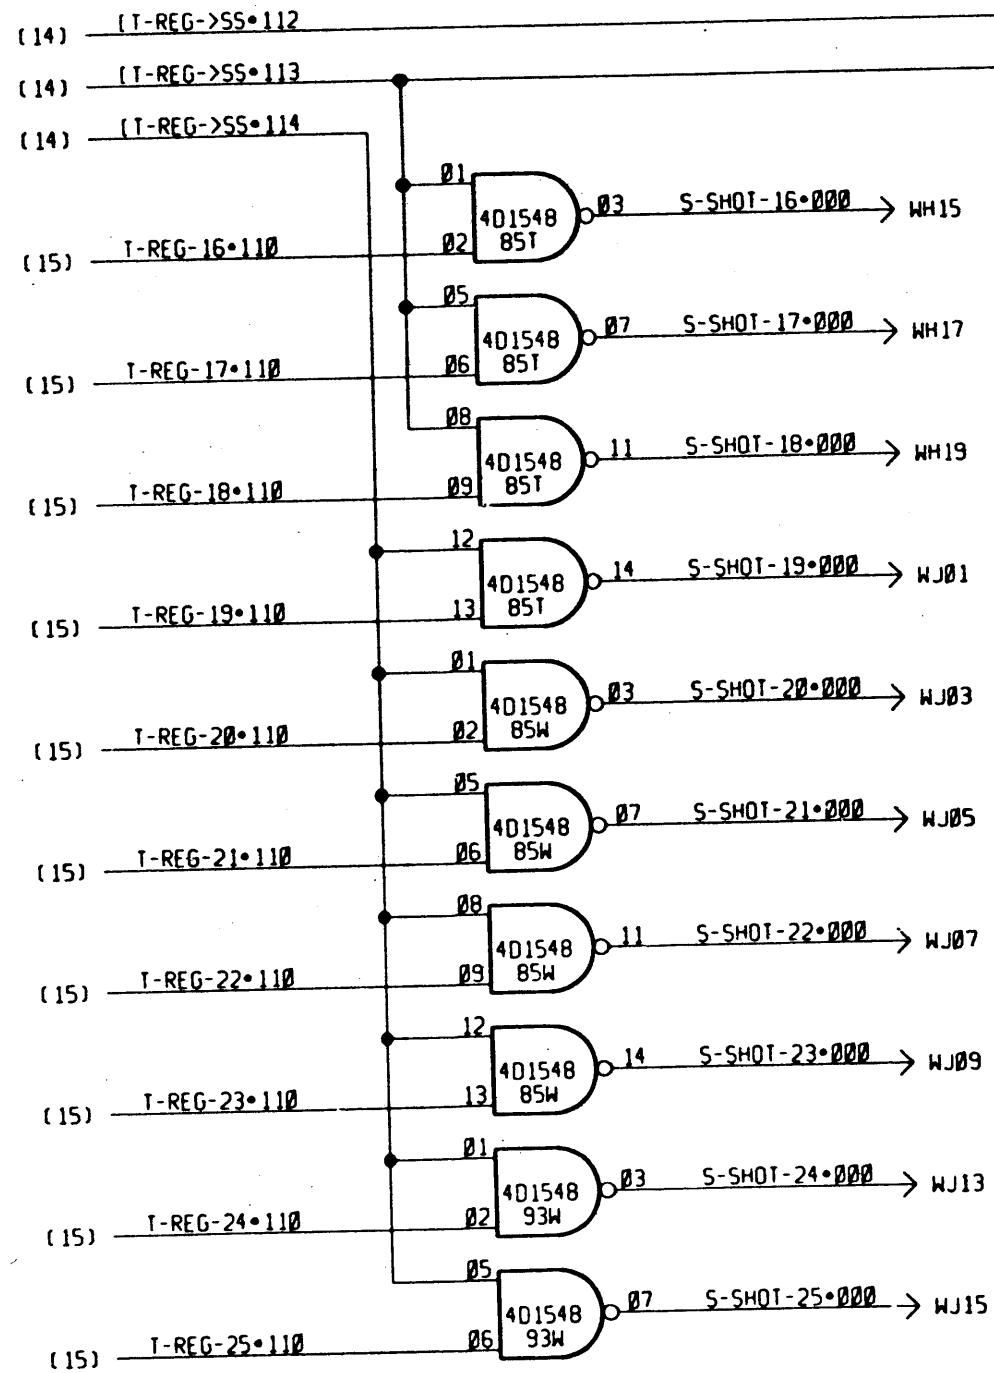 (14) (T-REG->SS•112
(14) (T-REG->SS•113
(14) (T-REG->SS•114
01
4D1548 03 S-SHOT-16•000 WH15
85T
(15) T-REG-16•110 02
05
4D1548 07 S-SHOT-17•000 WH17
85T
(15) T-REG-17•110 06
08
4D1548 11 S-SHOT-18•000 WH19
85T
(15) T-REG-18•110 09
12
4D1548 14 S-SHOT-19•000 WJ01
85T
(15) T-REG-19•110 13
01
4D1548 03 S-SHOT-20•000 WJ03
85W
(15) T-REG-20•110 02
05
4D1548 07 S-SHOT-21•000 WJ05
85W
(15) T-REG-21•110 06
08
4D1548 11 S-SHOT-22•000 WJ07
85W
(15) T-REG-22•110 09
12
4D1548 14 S-SHOT-23•000 WJ09
85W
(15) T-REG-23•110 13
01
4D1548 03 S-SHOT-24•000 WJ13
93W
(15) T-REG-24•110 02
05
4D1548 07 S-SHOT-25•000 WJ15
93W
(15) T-REG-25•110 06